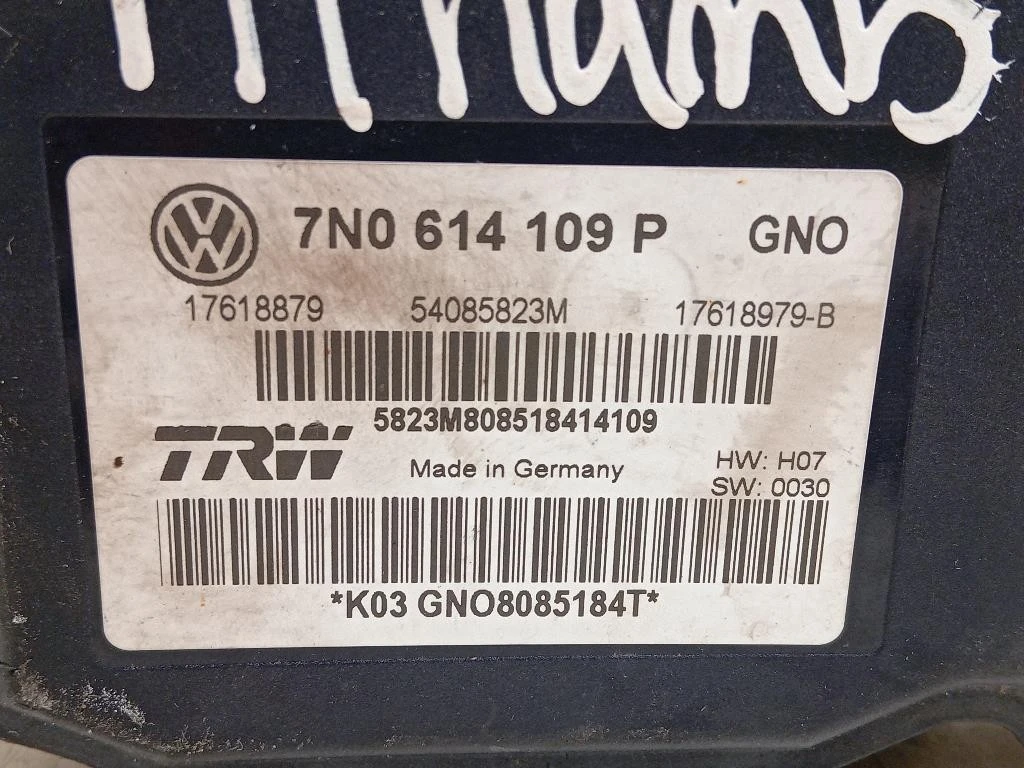 7N0 614 109 P GNO
17618879 54085823M 17618979-B
5823M808518414109
TRW Made in Germany HW: H07
SW: 0030
*K03 GNO8085184T*